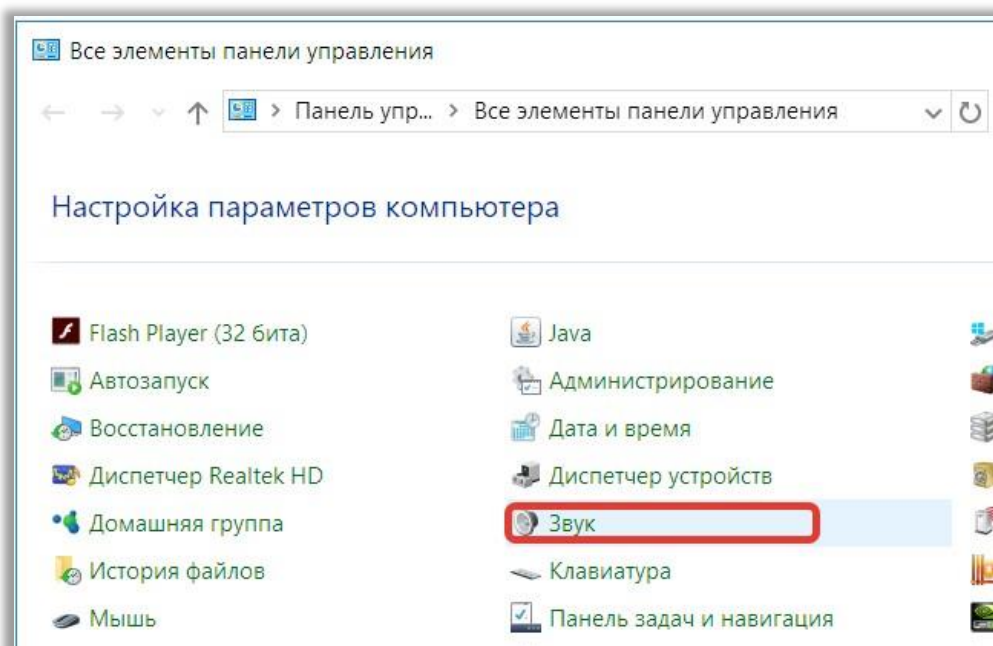 Все элементы панели управления
Панель упр... > Все элементы панели управления
Настройка параметров компьютера
Flash Player (32 бита)
Java
Автозапуск
Администрирование
Восстановление
Дата и время
Диспетчер Realtek HD
Диспетчер устройств
Домашняя группа
Звук
История файлов
Клавиатура
Мышь
Панель задач и навигация